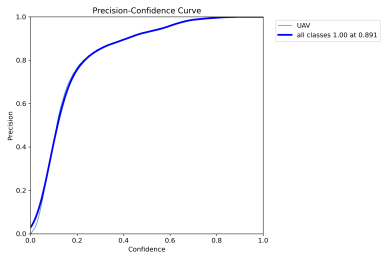 Precision-Confidence Curve
1.0
0.8
0.6
0.4
0.2
0.0
Precision
0.0 0.2 0.4 0.6 0.8 1.0
Confidence
UAV
all classes 1.00 at 0.891